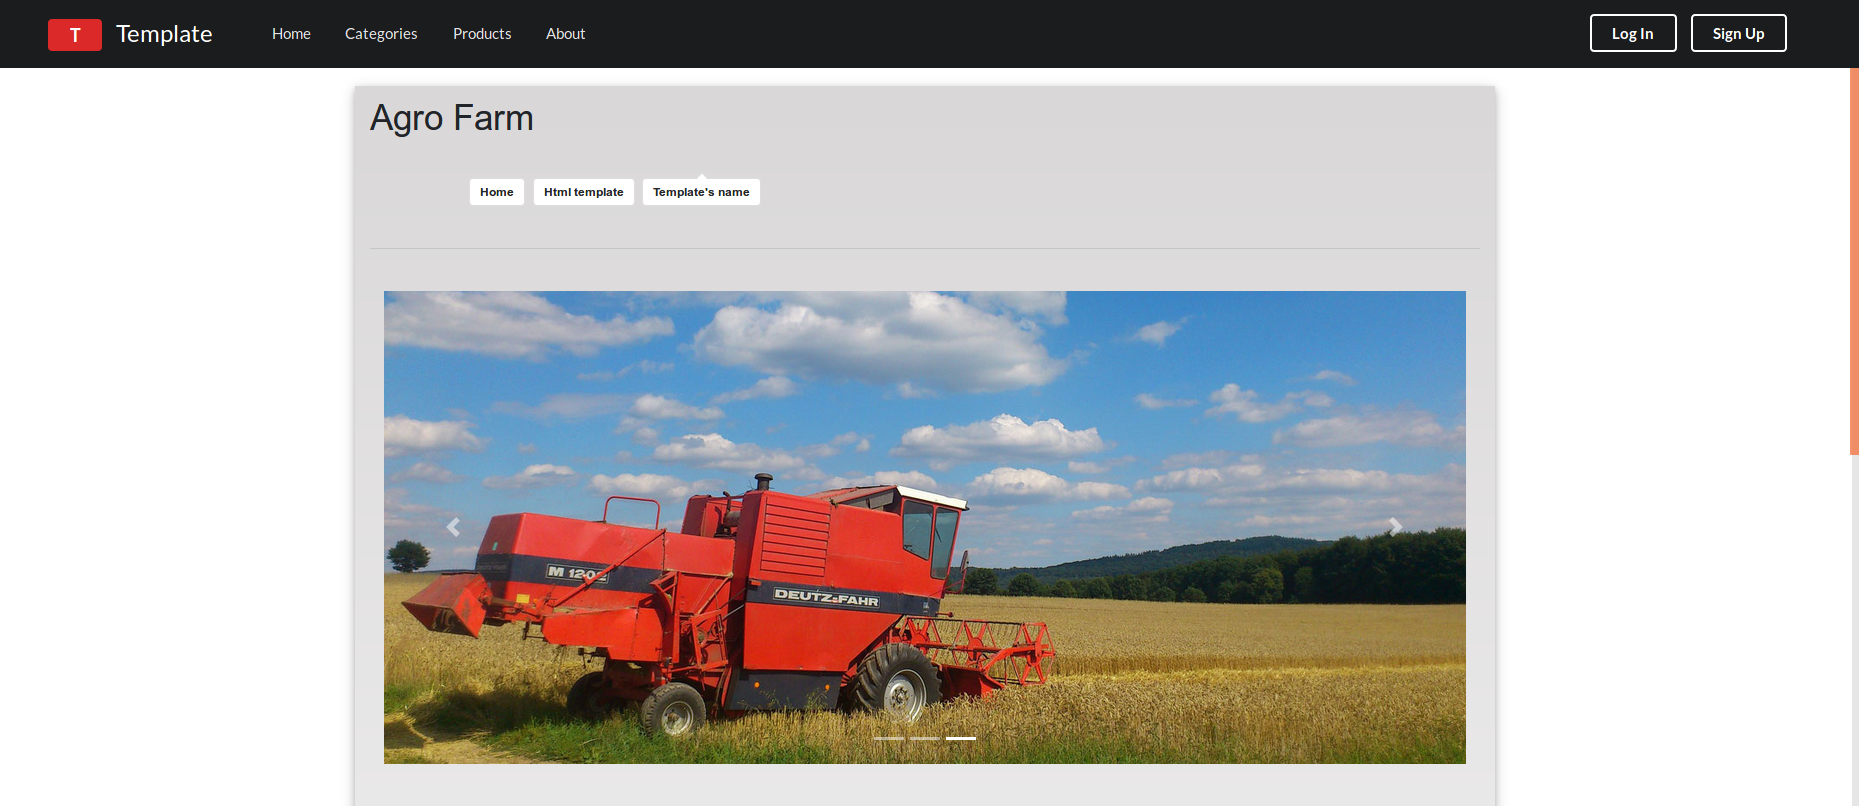 T Template Home Categories Products About Log In Sign Up
Agro Farm
Home Html template Template's name
M 1202
DEUTZ-FAHR